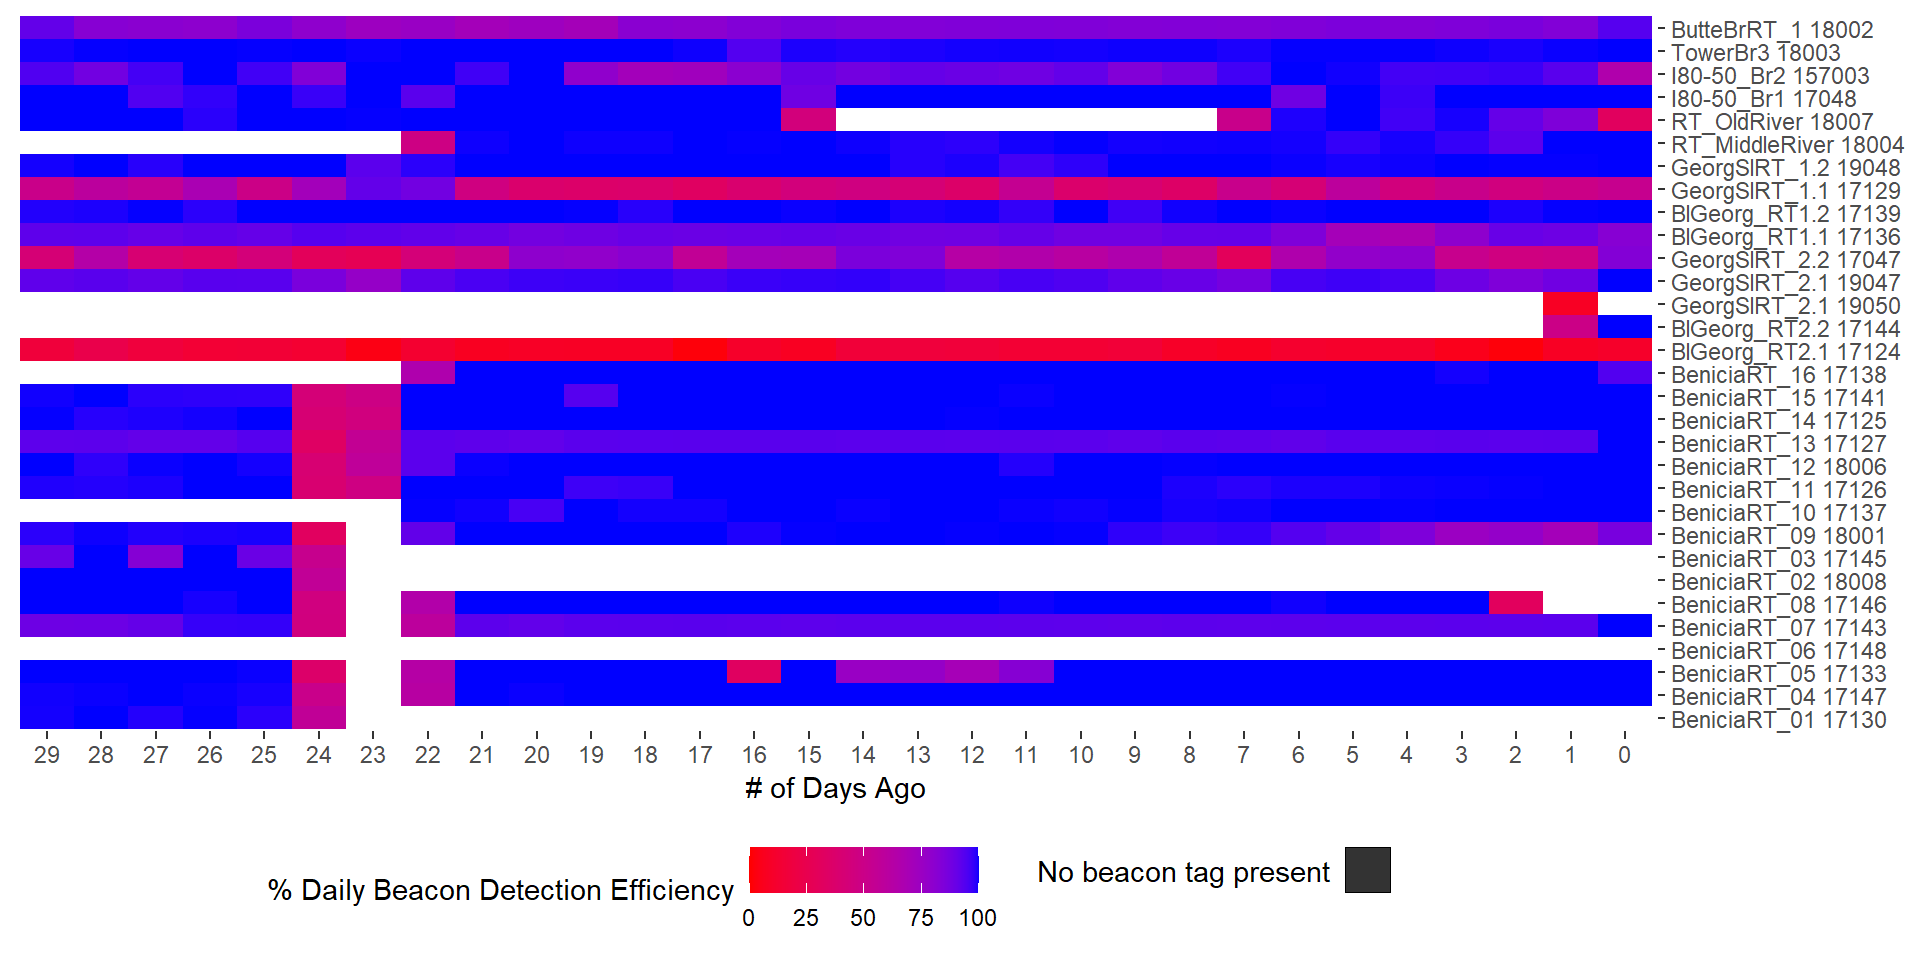 ButteBrRT_1 18002
TowerBr3 18003
I80-50_Br2 157003
I80-50_Br1 17048
RT_OldRiver 18007
RT_MiddleRiver 18004
GeorgSlRT_1.2 19048
GeorgSlRT_1.1 17129
BlGeorg_RT1.2 17139
BlGeorg_RT1.1 17136
GeorgSlRT_2.2 17047
GeorgSlRT_2.1 19047
GeorgSlRT_2.1 19050
BlGeorg_RT2.2 17144
BlGeorg_RT2.1 17124
BeniciaRT_16 17138
BeniciaRT_15 17141
BeniciaRT_14 17125
BeniciaRT_13 17127
BeniciaRT_12 18006
BeniciaRT_11 17126
BeniciaRT_10 17137
BeniciaRT_09 18001
BeniciaRT_03 17145
BeniciaRT_02 18008
BeniciaRT_08 17146
BeniciaRT_07 17143
BeniciaRT_06 17148
BeniciaRT_05 17133
BeniciaRT_04 17147
BeniciaRT_01 17130
29 28 27 26 25 24 23 22 21 20 19 18 17 16 15 14 13 12 11 10 9 8 7 6 5 4 3 2 1 0
# of Days Ago
% Daily Beacon Detection Efficiency
0 25 50 75 100
No beacon tag present